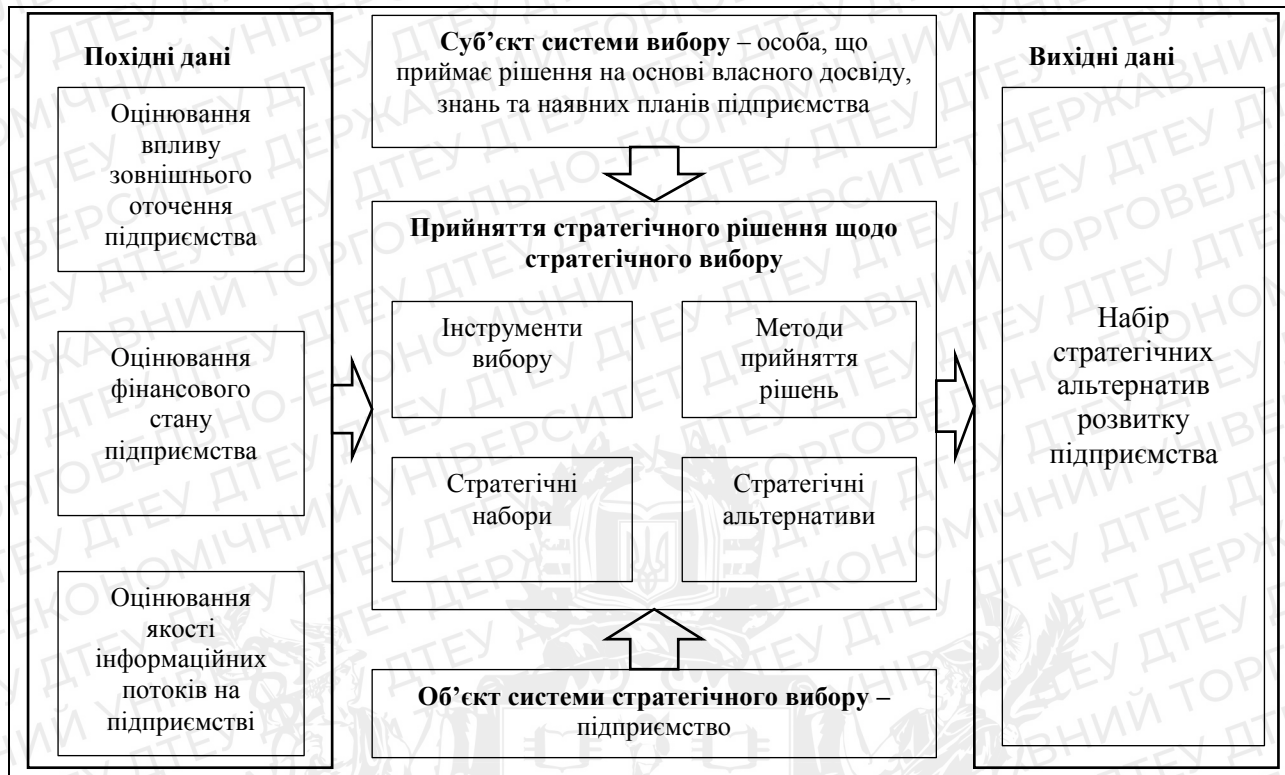 Похідні дані
Оцінювання
впливу
зовнішнього
оточення
підприємства
Оцінювання
фінансового
стану
підприємства
Оцінювання
якості
інформаційних
потоків на
підприємстві
Суб’єкт системи вибору – особа, що
приймає рішення на основі власного досвіду,
знань та наявних планів підприємства
Прийняття стратегічного рішення щодо
стратегічного вибору
Інструменти
вибору
Методи
прийняття
рішень
Стратегічні
набори
Стратегічні
альтернативи
Об’єкт системи стратегічного вибору –
підприємство
Вихідні дані
Набір
стратегічних
альтернатив
розвитку
підприємства